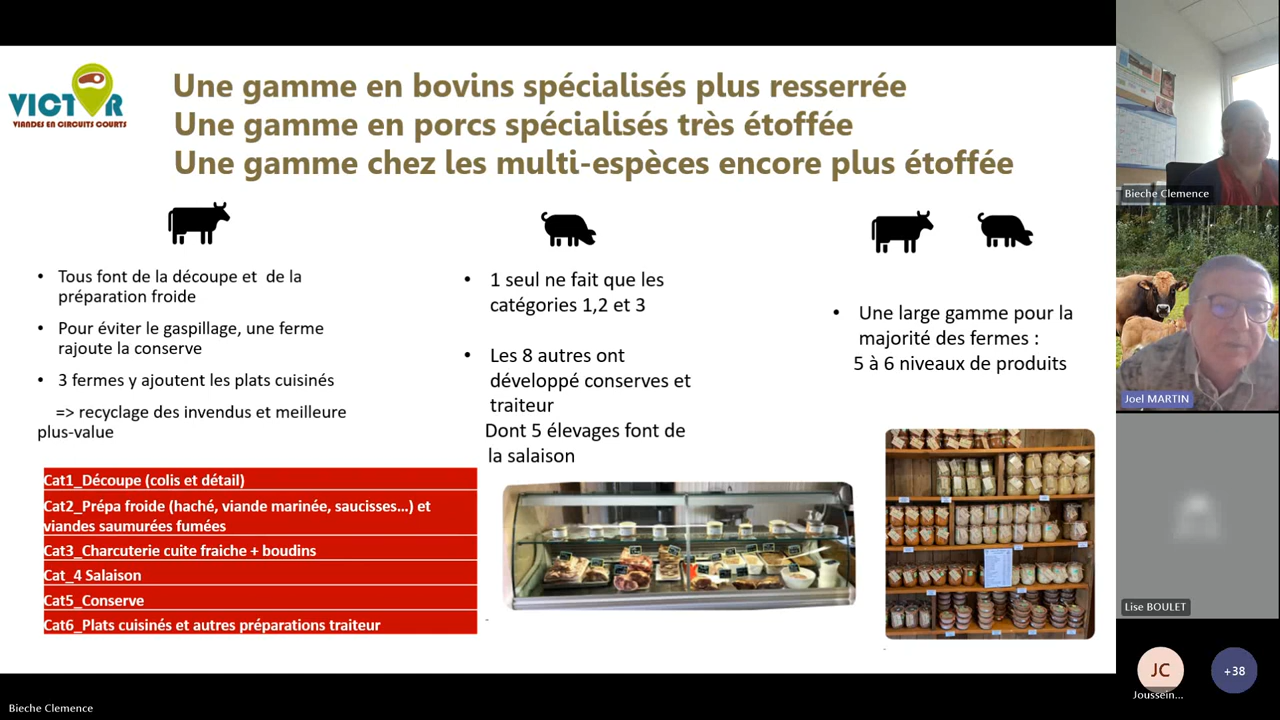 VICTOR
VIANDES EN CIRCUITS COURTS
Une gamme en bovins spécialisés plus resserrée
Une gamme en porcs spécialisés très étoffée
Une gamme chez les multi-espèces encore plus étoffée
• Tous font de la découpe et de la
préparation froide
• Pour éviter le gaspillage, une ferme
rajoute la conserve
• 3 fermes y ajoutent les plats cuisinés
=> recyclage des invendus et meilleure
plus-value
• 1 seul ne fait que les
catégories 1,2 et 3
• Les 8 autres ont
développé conserves et
traiteur
Dont 5 élevages font de
la salaison
• Une large gamme pour la
majorité des fermes :
5 à 6 niveaux de produits
Cat1_Découpe (colis et détail)
Cat2_Prépa froide (haché, viande marinée, saucisses...) et
viandes saumurées fumées
Cat3_Charcuterie cuite fraiche + boudins
Cat_4 Salaison
Cat5_Conserve
Cat6_Plats cuisinés et autres préparations traiteur
Bieche Clemence
Joel MARTIN
Lise BOULET
JC
Joussein...
+38
Bieche Clemence